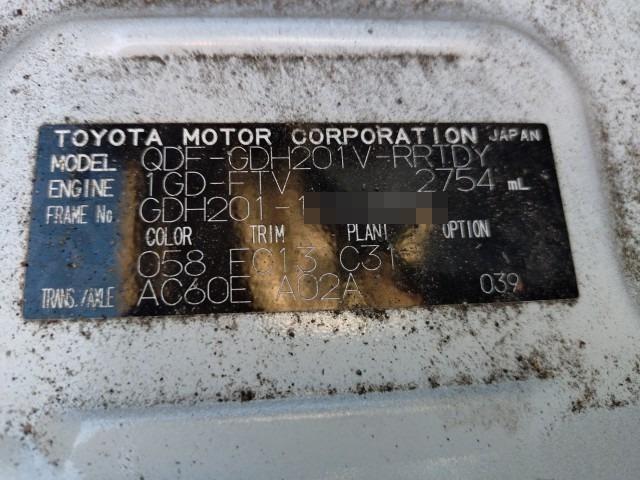 TOYOTA MOTOR CORPORATION JAPAN
MODEL QDF-GDH201V-RRTDY
ENGINE 1GD-FTV 2754 mL
FRAME No. GDH201-1
COLOR TRIM PLANT OPTION
058 FC13 C31
TRANS./AXLE AC60E A02A 039